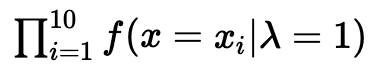 ∏_{i=1}^{10} f(x = x_i|λ = 1)